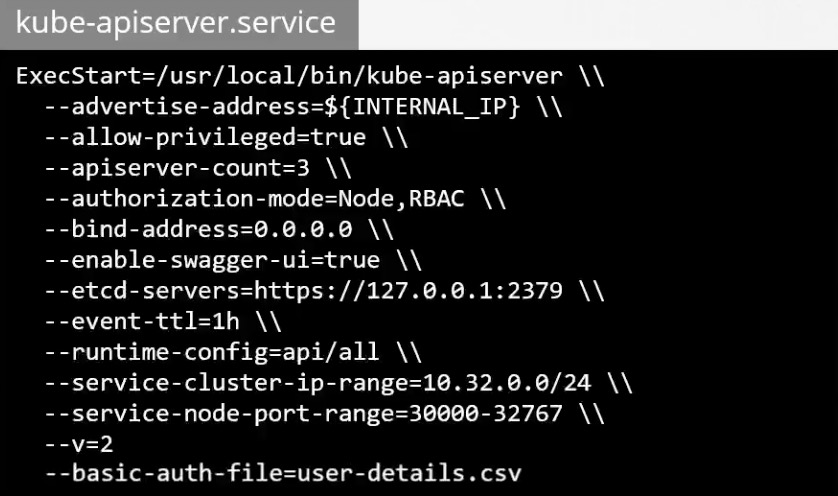 kube-apiserver.service
ExecStart=/usr/local/bin/kube-apiserver \\
--advertise-address=${INTERNAL_IP} \\
--allow-privileged=true \\
--apiserver-count=3 \\
--authorization-mode=Node,RBAC \\
--bind-address=0.0.0.0 \\
--enable-swagger-ui=true \\
--etcd-servers=https://127.0.0.1:2379 \\
--event-ttl=1h \\
--runtime-config=api/all \\
--service-cluster-ip-range=10.32.0.0/24 \\
--service-node-port-range=30000-32767 \\
--v=2
--basic-auth-file=user-details.csv